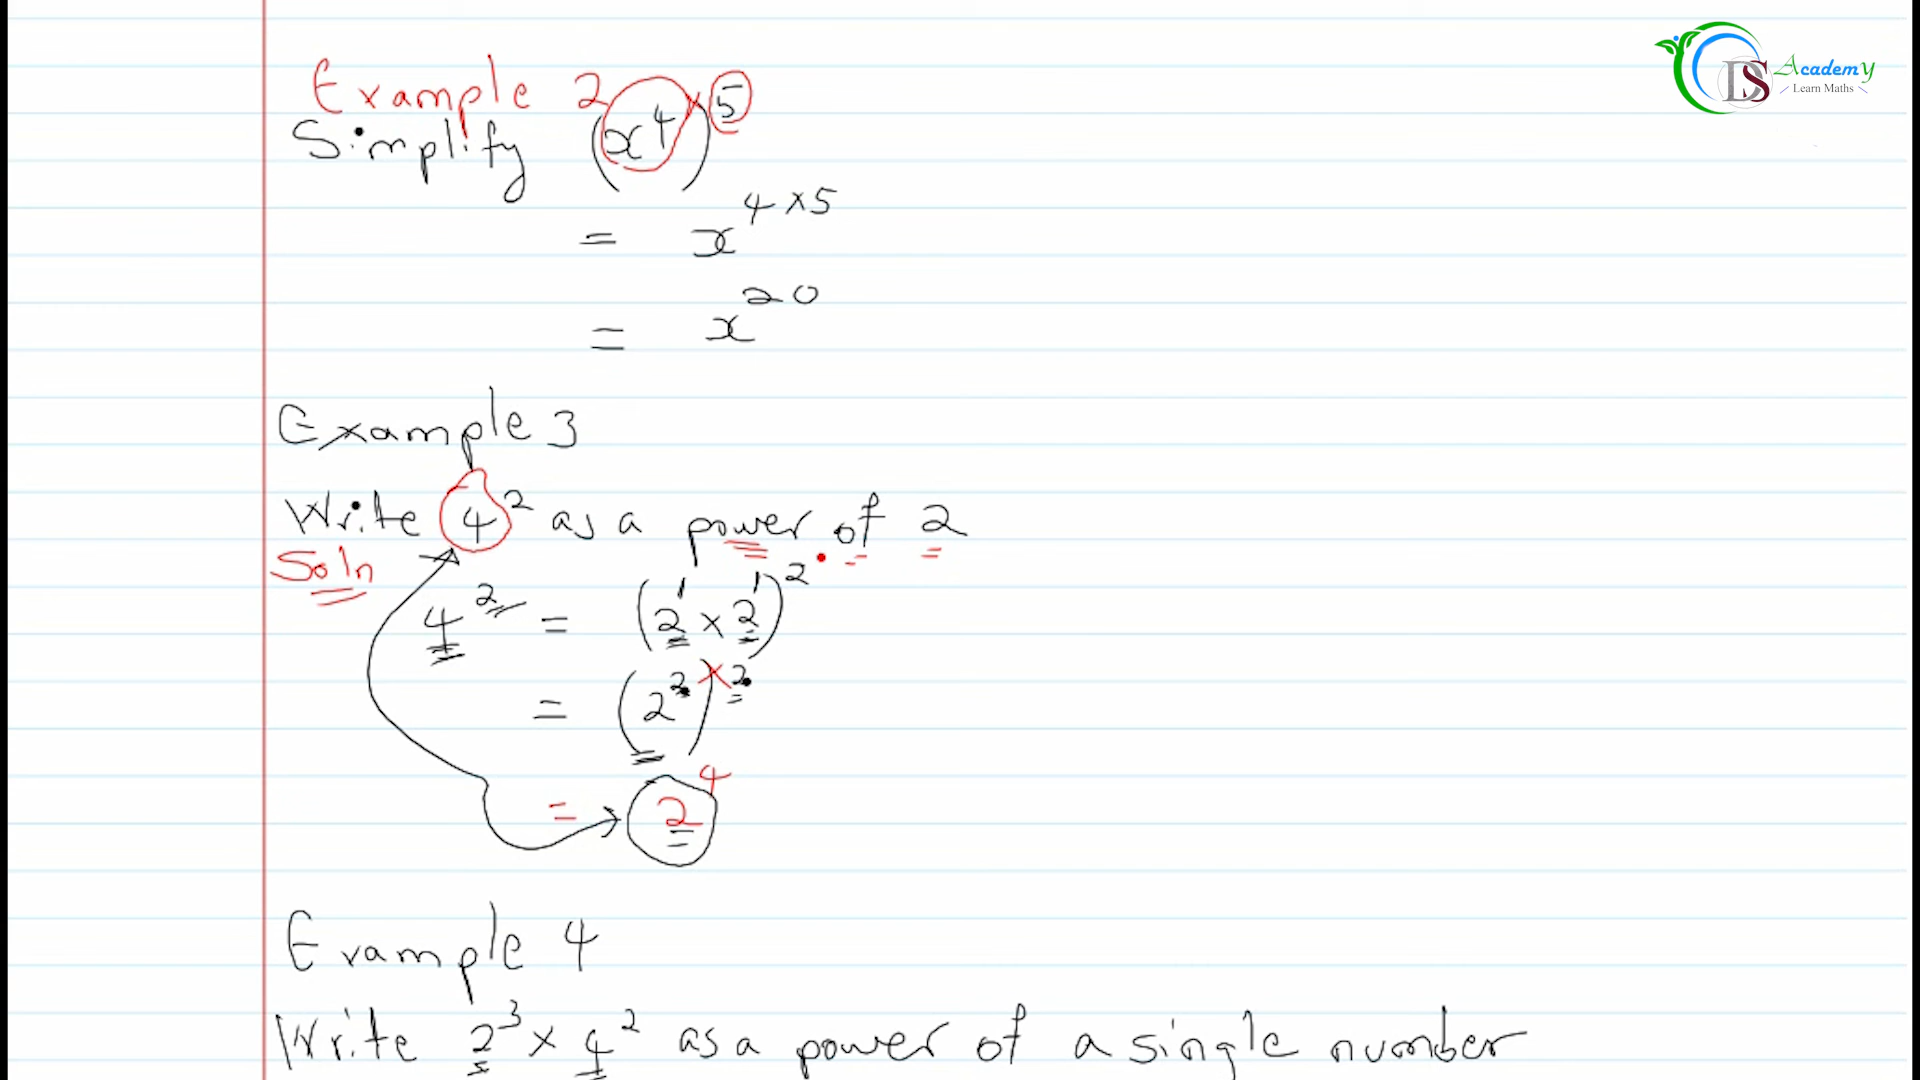 DS Academy
Learn Maths
Example 2
Simplify (x⁴)^5
= x^4×5
= x²⁰
Example 3
Write 4² as a power of 2
Soln
4² = (2¹ × 2¹)²
= (2²)^×2
= 2⁴
Example 4
Write 2³ × 4² as a power of a single number